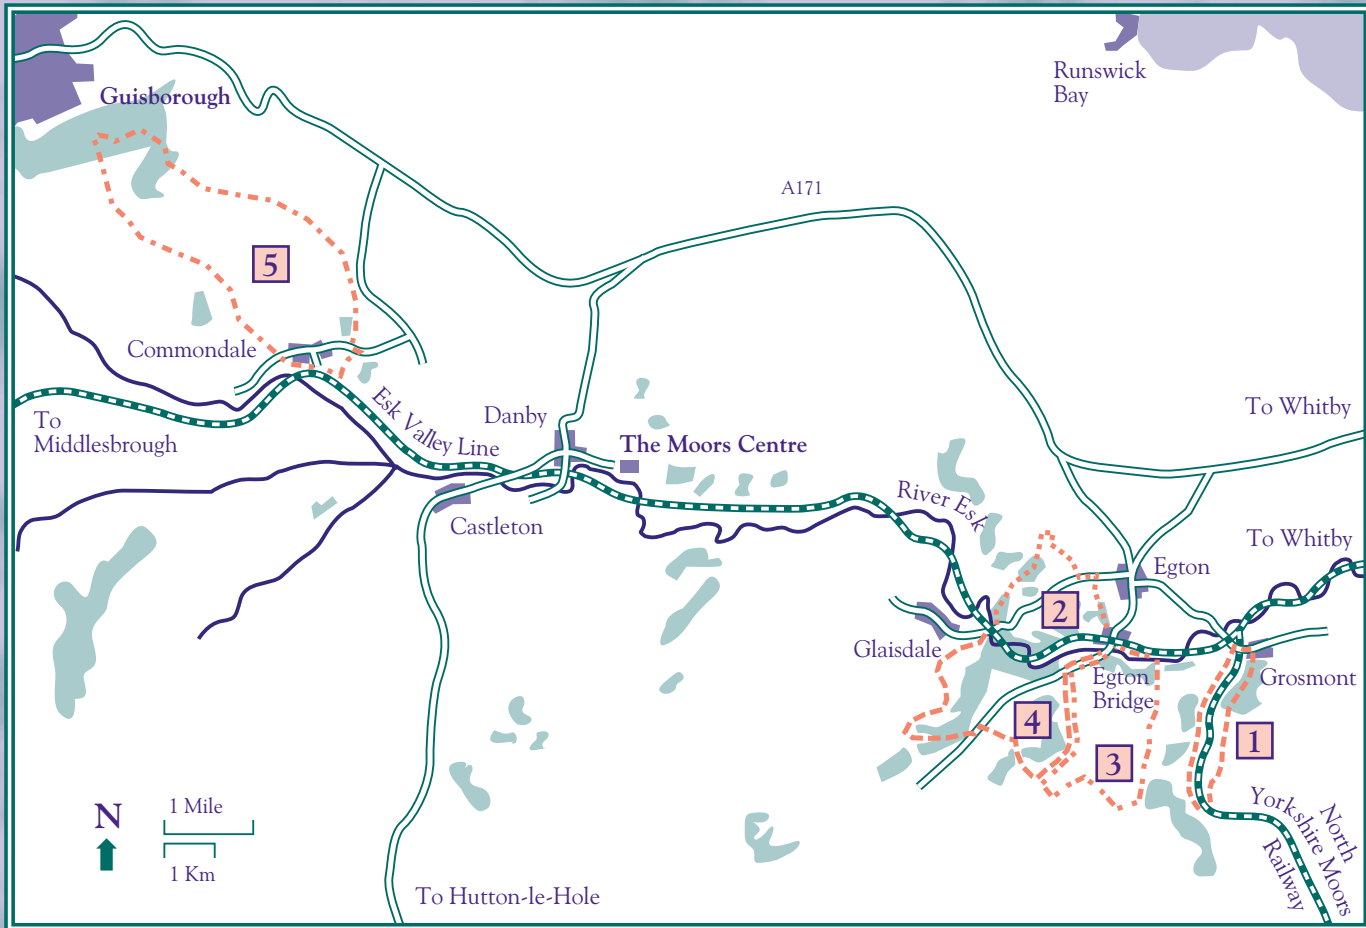 Runswick
Bay
Guisborough
A171
5
Commondale
To
Middlesbrough
Esk Valley Line
Danby
The Moors Centre
Castleton
River Esk
To Whitby
To Whitby
Egton
2
Glaisdale
Egton
Bridge
Grosmont
4
3
1
N
1 Mile
1 Km
To Hutton-le-Hole
North
Yorkshire Moors
Railway